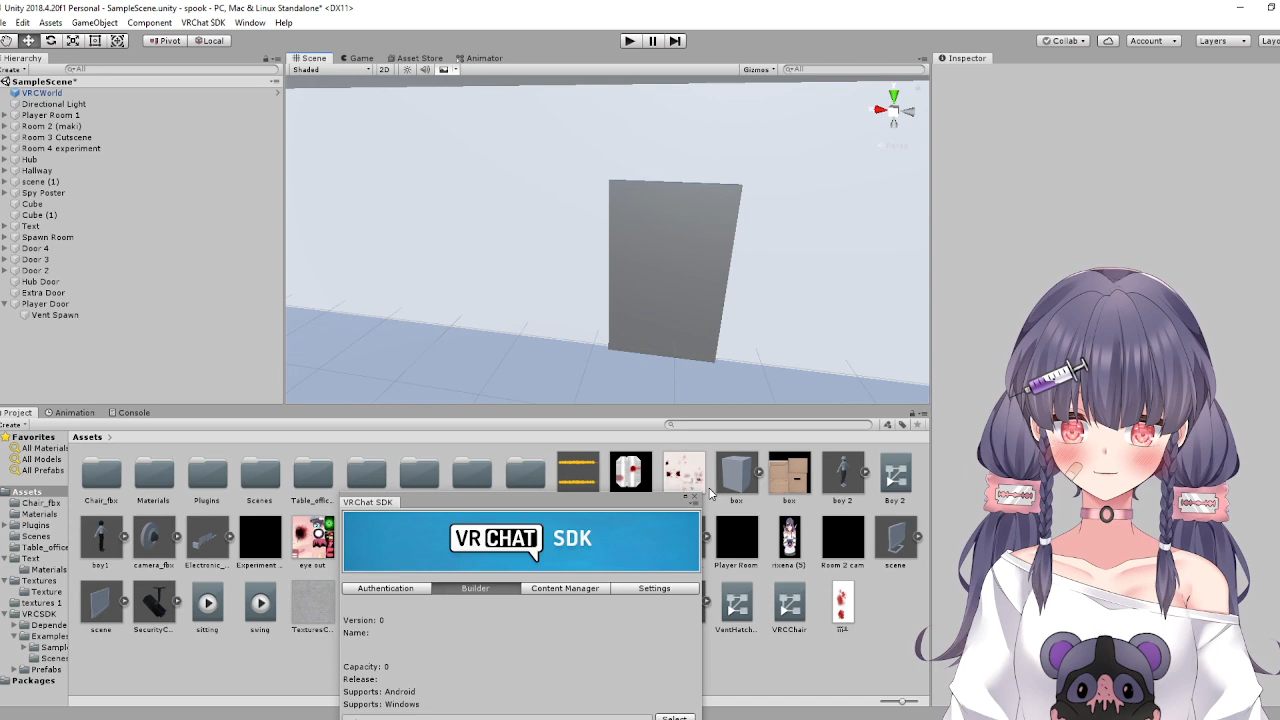 Unity 2018.4.20f1 Personal - SampleScene.unity - spook - PC, Mac & Linux Standalone* <DX11>
Edit Assets GameObject Component VRChat SDK Window Help
Pivot Local Collab Account Layers
Hierarchy Scene Game Asset Store Animator Inspector
All Shaded 2D Gizmos All
SampleScene*
VRCWorld
Directional Light
Player Room 1
Room 2 (maki)
Room 3 Cutscene
Room 4 experiment
Hub
Hallway
scene (1)
Spy Poster
Cube
Cube (1)
Text
Spawn Room
Door 4
Door 3
Door 2
Hub Door
Extra Door
Player Door
Vent Spawn
Project Animation Console
Favorites
All Materials
All Models
All Prefabs
Assets
Chair_fbx
Materials
Plugins
Scenes
Table_office
Text
Materials
Textures
Texture
textures 1
VRCSDK
Depende
Examples
Sampl
Scenes
Prefabs
Packages
Assets
Chair_fbx Materials Plugins Scenes Table_offic... box box boy 2 Boy 2
boy1 camera_fbx Electronic_... Experiment ... eye out Player Room rixena (5) Room 2 cam scene
scene SecurityC... sitting swing TexturesC... VentHatch... VRCChair
VRChat SDK
VRCHAT SDK
Authentication Builder Content Manager Settings
Version: 0
Name:
Capacity: 0
Release:
Supports: Android
Supports: Windows
Select